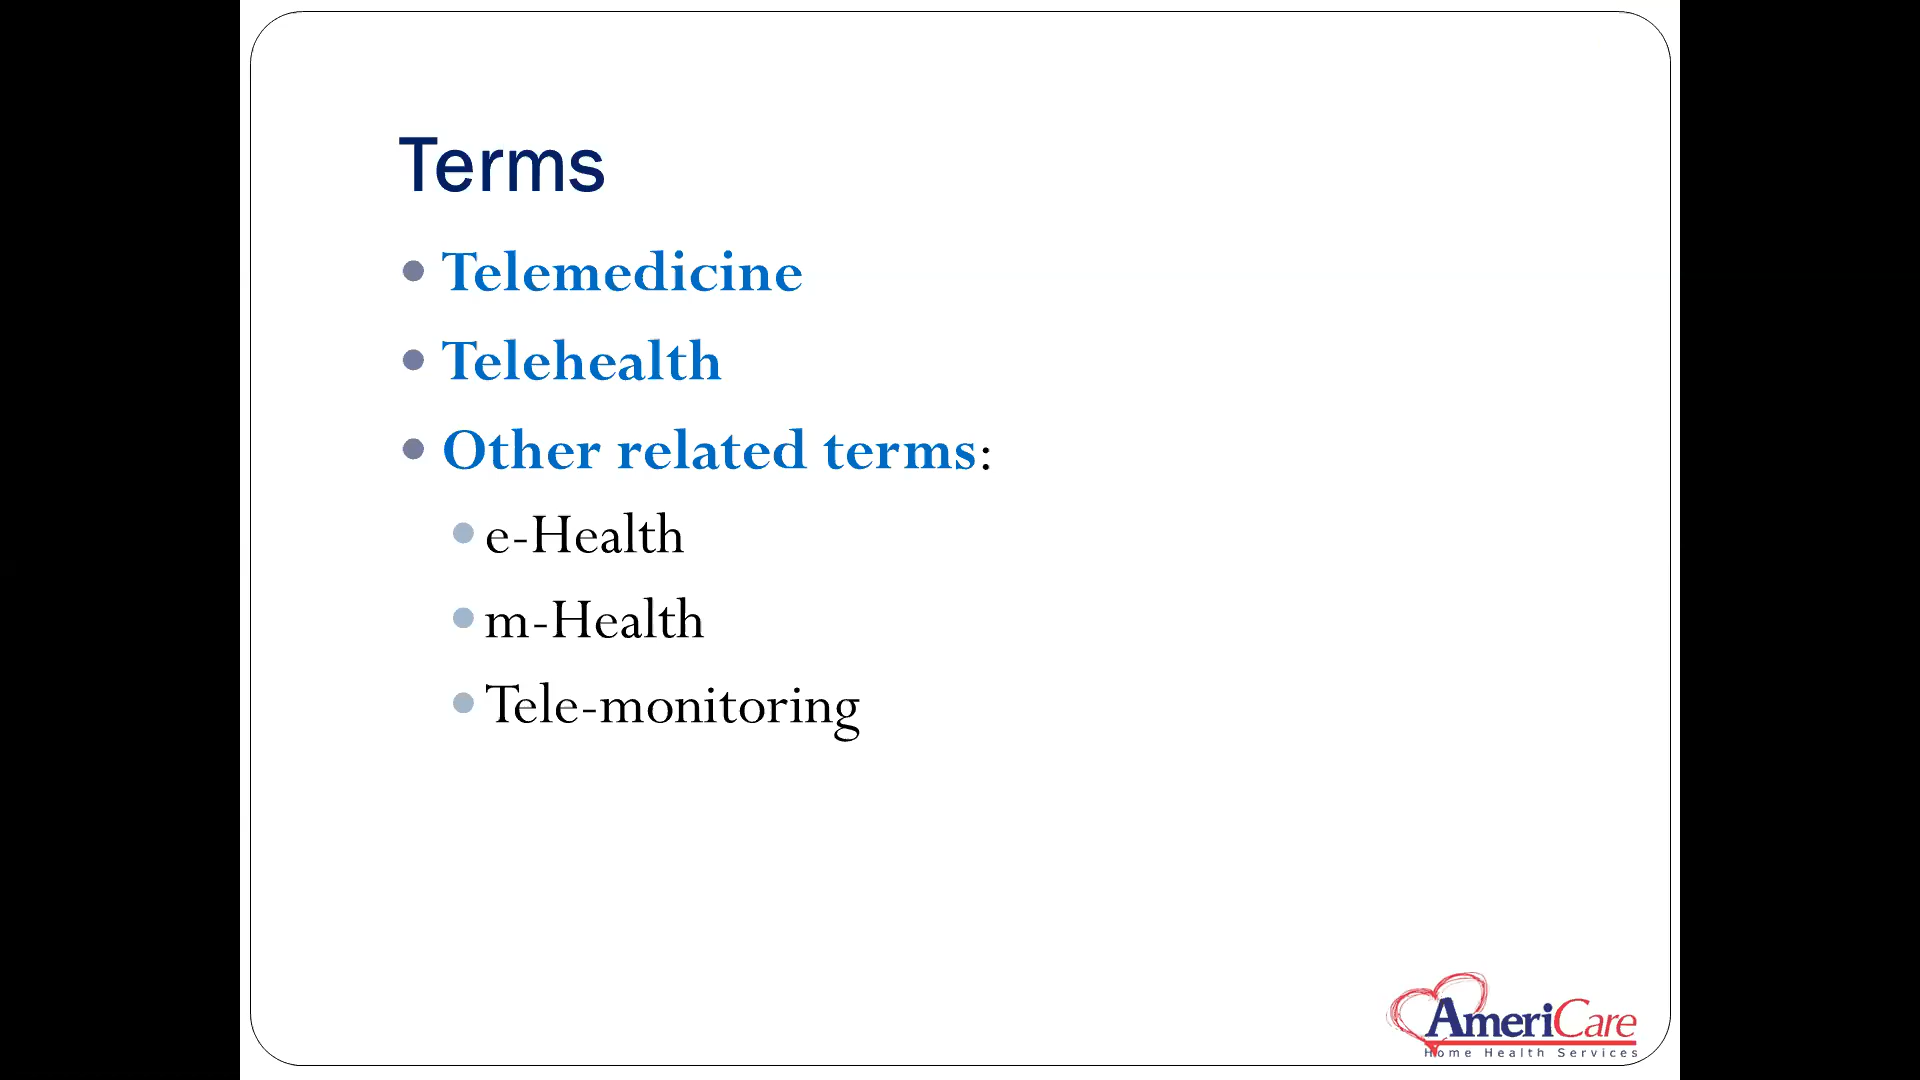 Terms
Telemedicine
Telehealth
Other related terms:
e-Health
m-Health
Tele-monitoring
AmeriCare
Home Health Services